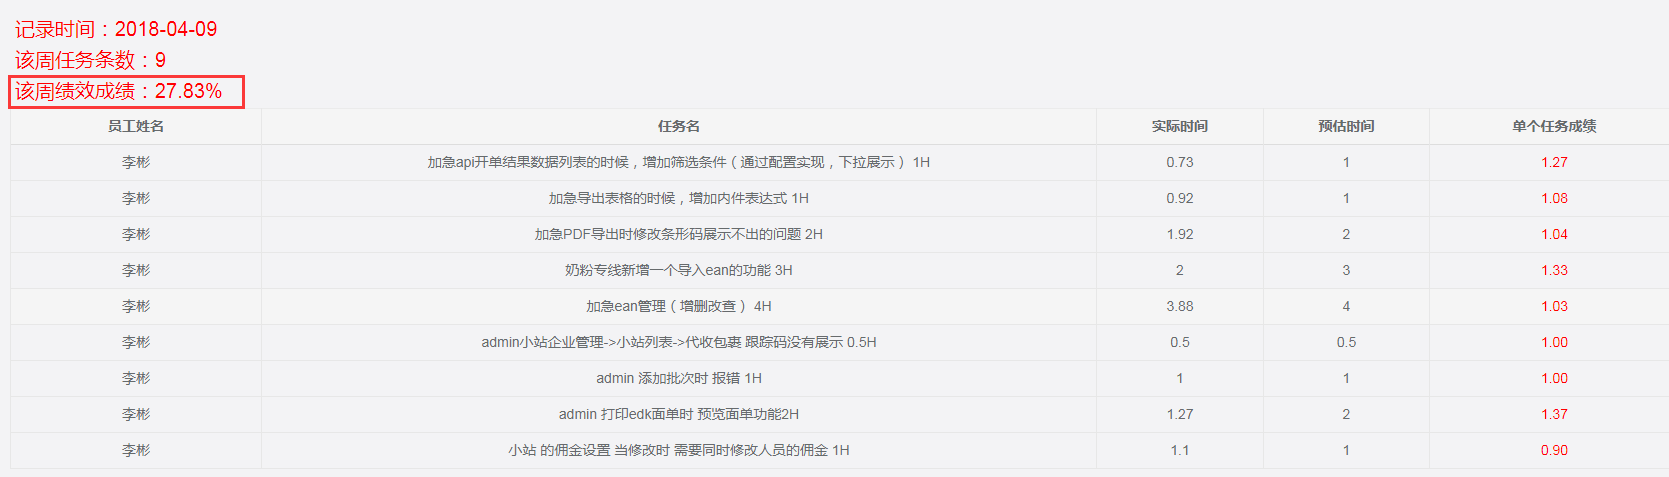 记录时间：2018-04-09
该周任务条数：9
该周绩效成绩：27.83%
员工姓名 任务名 实际时间 预估时间 单个任务成绩
李彬 加急api开单结果数据列表的时候，增加筛选条件（通过配置实现，下拉展示） 1H 0.73 1 1.27
李彬 加急导出表格的时候，增加内件表达式 1H 0.92 1 1.08
李彬 加急PDF导出时修改条形码展示不出的问题 2H 1.92 2 1.04
李彬 奶粉专线新增一个导入ean的功能 3H 2 3 1.33
李彬 加急ean管理（增删改查） 4H 3.88 4 1.03
李彬 admin小站企业管理->小站列表->代收包裹 跟踪码没有展示 0.5H 0.5 0.5 1.00
李彬 admin 添加批次时 报错 1H 1 1 1.00
李彬 admin 打印edk面单时 预览面单功能2H 1.27 2 1.37
李彬 小站 的佣金设置 当修改时 需要同时修改人员的佣金 1H 1.1 1 0.90